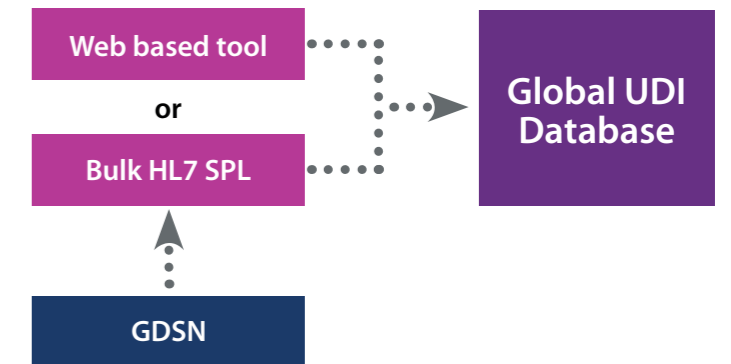 Web based tool
or
Bulk HL7 SPL
GDSN
Global UDI
Database